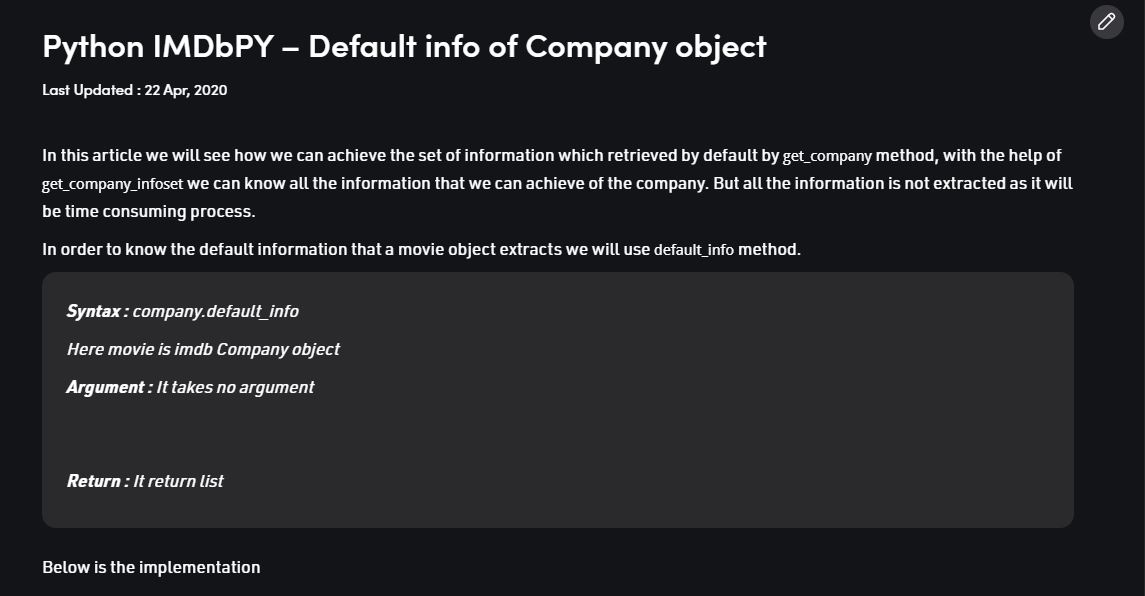 Python IMDbPY – Default info of Company object
Last Updated : 22 Apr, 2020
In this article we will see how we can achieve the set of information which retrieved by default by get_company method, with the help of
get_company_infoset we can know all the information that we can achieve of the company. But all the information is not extracted as it will
be time consuming process.
In order to know the default information that a movie object extracts we will use default_info method.
Syntax : company.default_info
Here movie is imdb Company object
Argument : It takes no argument
Return : It return list
Below is the implementation